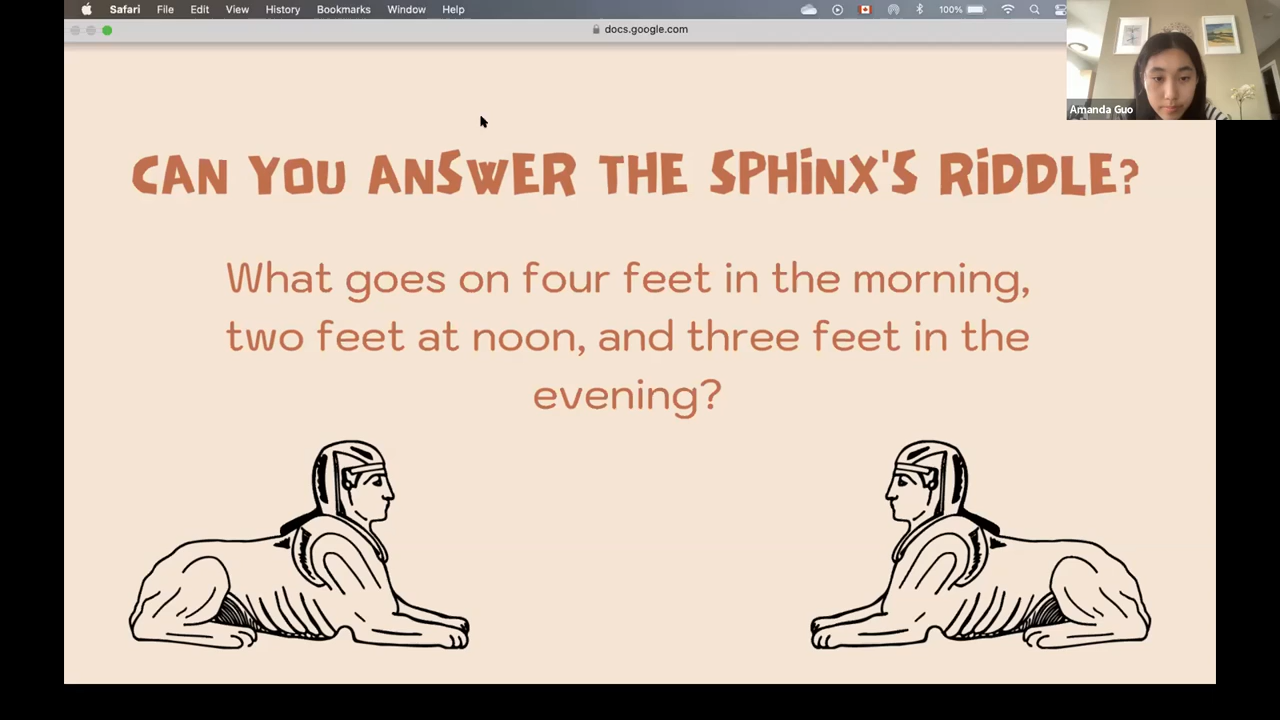 Safari File Edit View History Bookmarks Window Help 100%
docs.google.com
Amanda Guo
CAN YOU ANSWER THE SPHINX'S RIDDLE?
What goes on four feet in the morning,
two feet at noon, and three feet in the
evening?